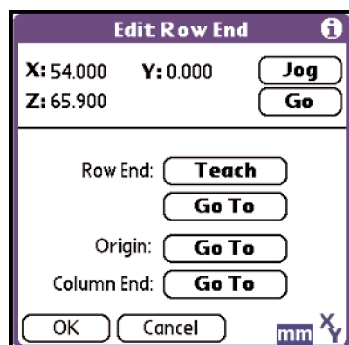 Edit Row End i
X: 54.000 Y: 0.000 Jog
Z: 65.900 Go
Row End: Teach
Go To
Origin: Go To
Column End: Go To
OK Cancel mm X Y